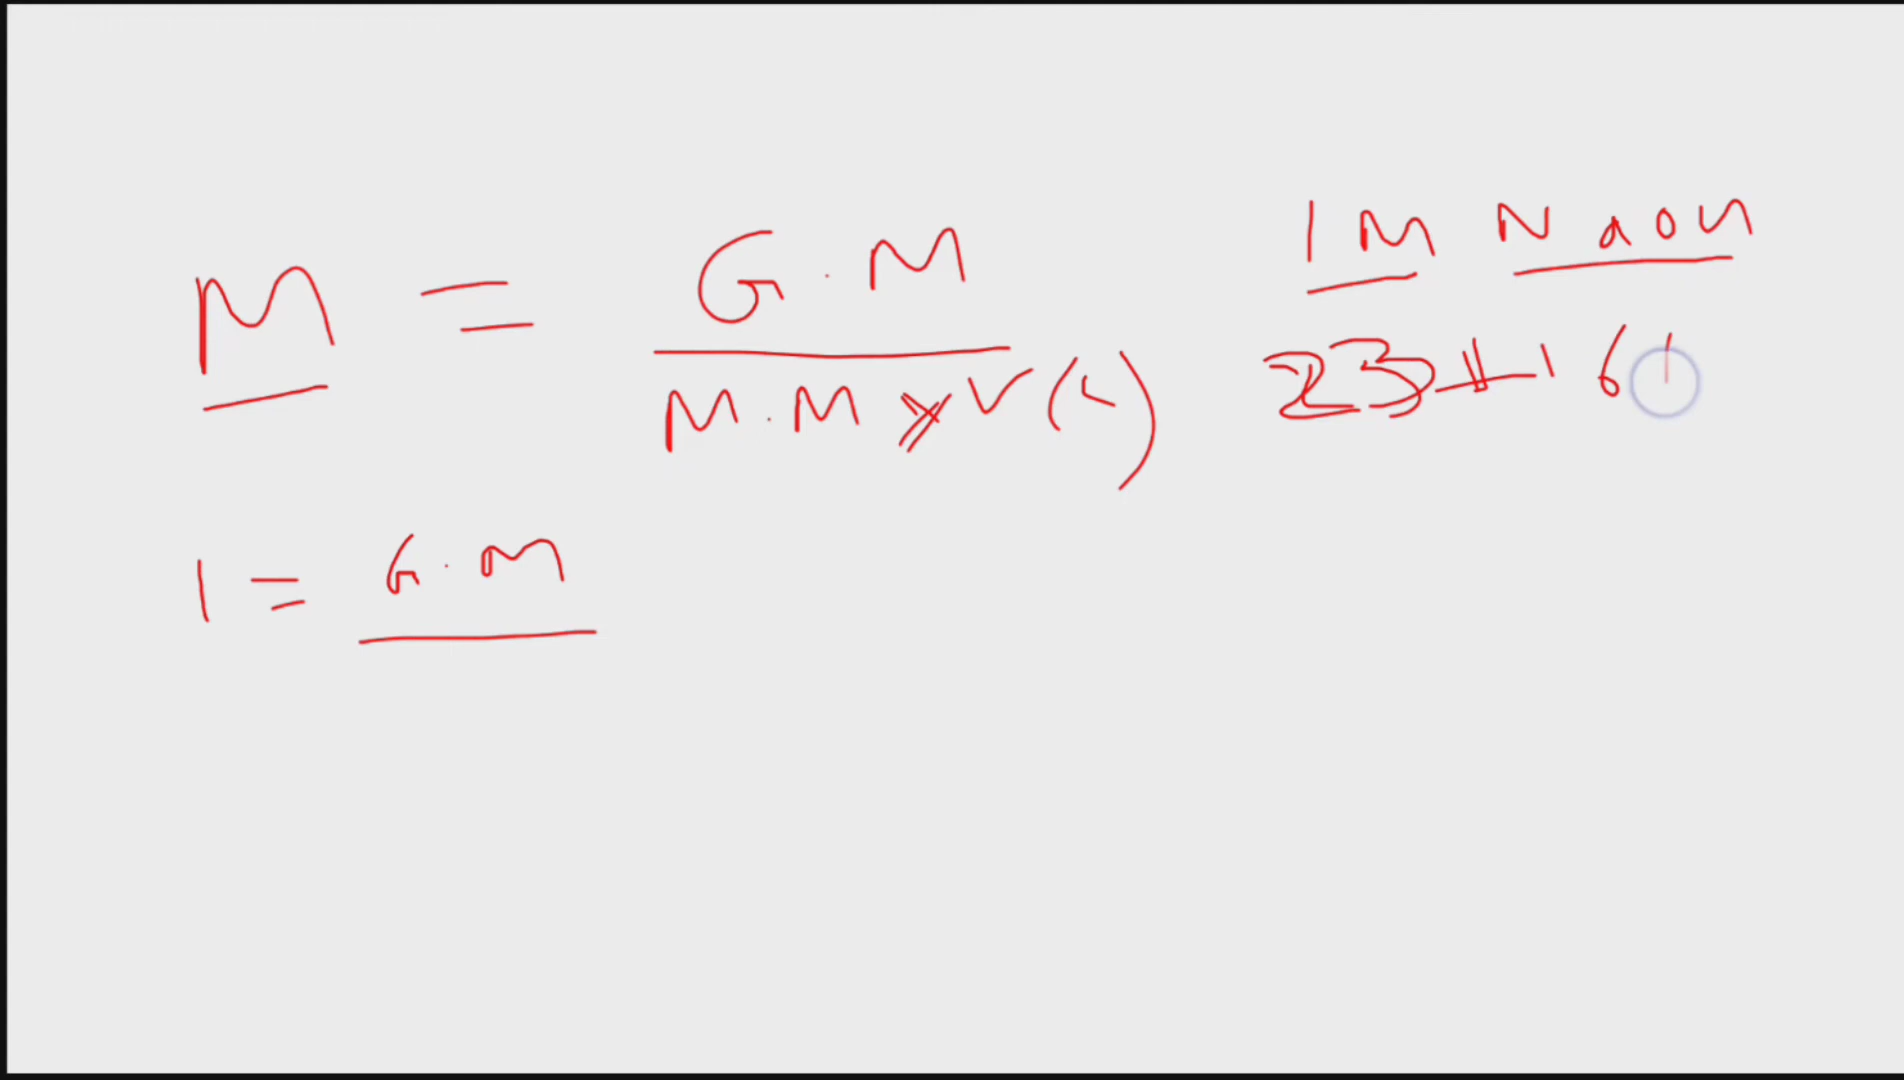 M = G.M
M.M × V(L)
1M NaOH
23+16
1 = G.M